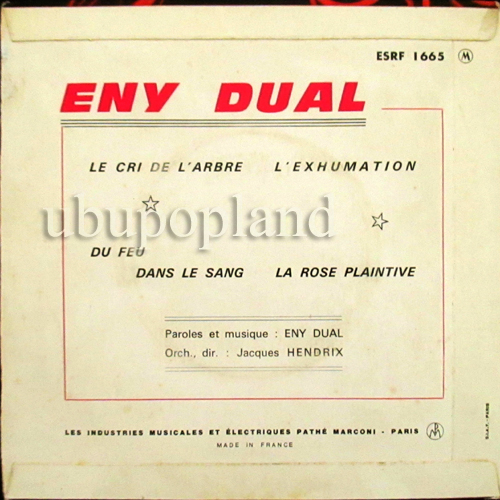 ESRF 1665 Ⓜ
ENY DUAL
LE CRI DE L'ARBRE L'EXHUMATION
ubupopland
DU FEU
DANS LE SANG LA ROSE PLAINTIVE
Paroles et musique : ENY DUAL
Orch., dir. : Jacques HENDRIX
LES INDUSTRIES MUSICALES ET ÉLECTRIQUES PATHÉ MARCONI - PARIS
MADE IN FRANCE